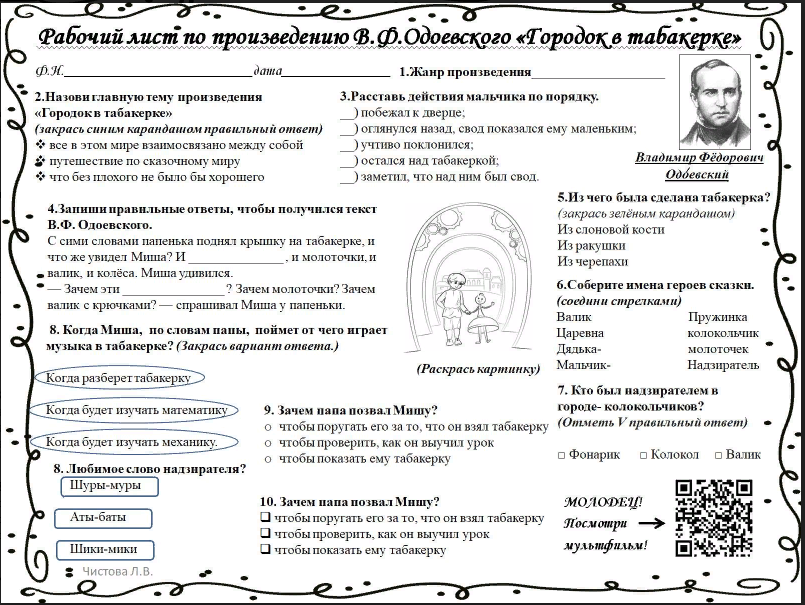 Рабочий лист по произведению В.Ф.Одоевского «Городок в табакерке»
Ф.И.______________________________дата________________
1.Жанр произведения___________________
2.Назови главную тему произведения
«Городок в табакерке»
(закрась синим карандашом правильный ответ)
❖ все в этом мире взаимосвязано между собой
❖ путешествие по сказочному миру
❖ что без плохого не было бы хорошего
3.Расставь действия мальчика по порядку.
__) побежал к дверце;
__) оглянулся назад, свод показался ему маленьким;
__) учтиво поклонился;
__) остался над табакеркой;
__) заметил, что над ним был свод.
Владимир Фёдорович
Одо́евский
4.Запиши правильные ответы, чтобы получился текст
В.Ф. Одоевского.
С сими словами папенька поднял крышку на табакерке, и
что же увидел Миша? И _______________, и молоточки, и
валик, и колёса. Миша удивился.
— Зачем эти ________________? Зачем молоточки? Зачем
валик с крючками? — спрашивал Миша у папеньки.
(Раскрась картинку)
5.Из чего была сделана табакерка?
(закрась зелёным карандашом)
Из слоновой кости
Из ракушки
Из черепахи
6.Соберите имена героев сказки.
(соедини стрелками)
Валик Пружинка
Царевна колокольчик
Дядька- молоточек
Мальчик- Надзиратель
7. Кто был надзирателем в
городе- колокольчиков?
(Отметь V правильный ответ)
□ Фонарик □ Колокол □ Валик
8. Когда Миша, по словам папы, поймет от чего играет
музыка в табакерке? (Закрась вариант ответа.)
Когда разберет табакерку
Когда будет изучать математику
Когда будет изучать механику.
8. Любимое слово надзирателя?
Шуры-муры
Аты-баты
Шики-мики
9. Зачем папа позвал Мишу?
o чтобы поругать его за то, что он взял табакерку
o чтобы проверить, как он выучил урок
o чтобы показать ему табакерку
10. Зачем папа позвал Мишу?
❑ чтобы поругать его за то, что он взял табакерку
❑ чтобы проверить, как он выучил урок
❑ чтобы показать ему табакерку
МОЛОДЕЦ!
Посмотри
мультфильм!
Чистова Л.В.